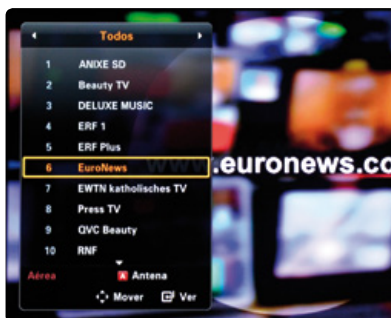 Todos
1 ANIXE SD
2 Beauty TV
3 DELUXE MUSIC
4 ERF 1
5 ERF Plus
6 EuroNews
www.euronews.co
7 EWTN katholisches TV
8 Press TV
9 QVC Beauty
10 RNF
Aérea A Antena
Mover Ver